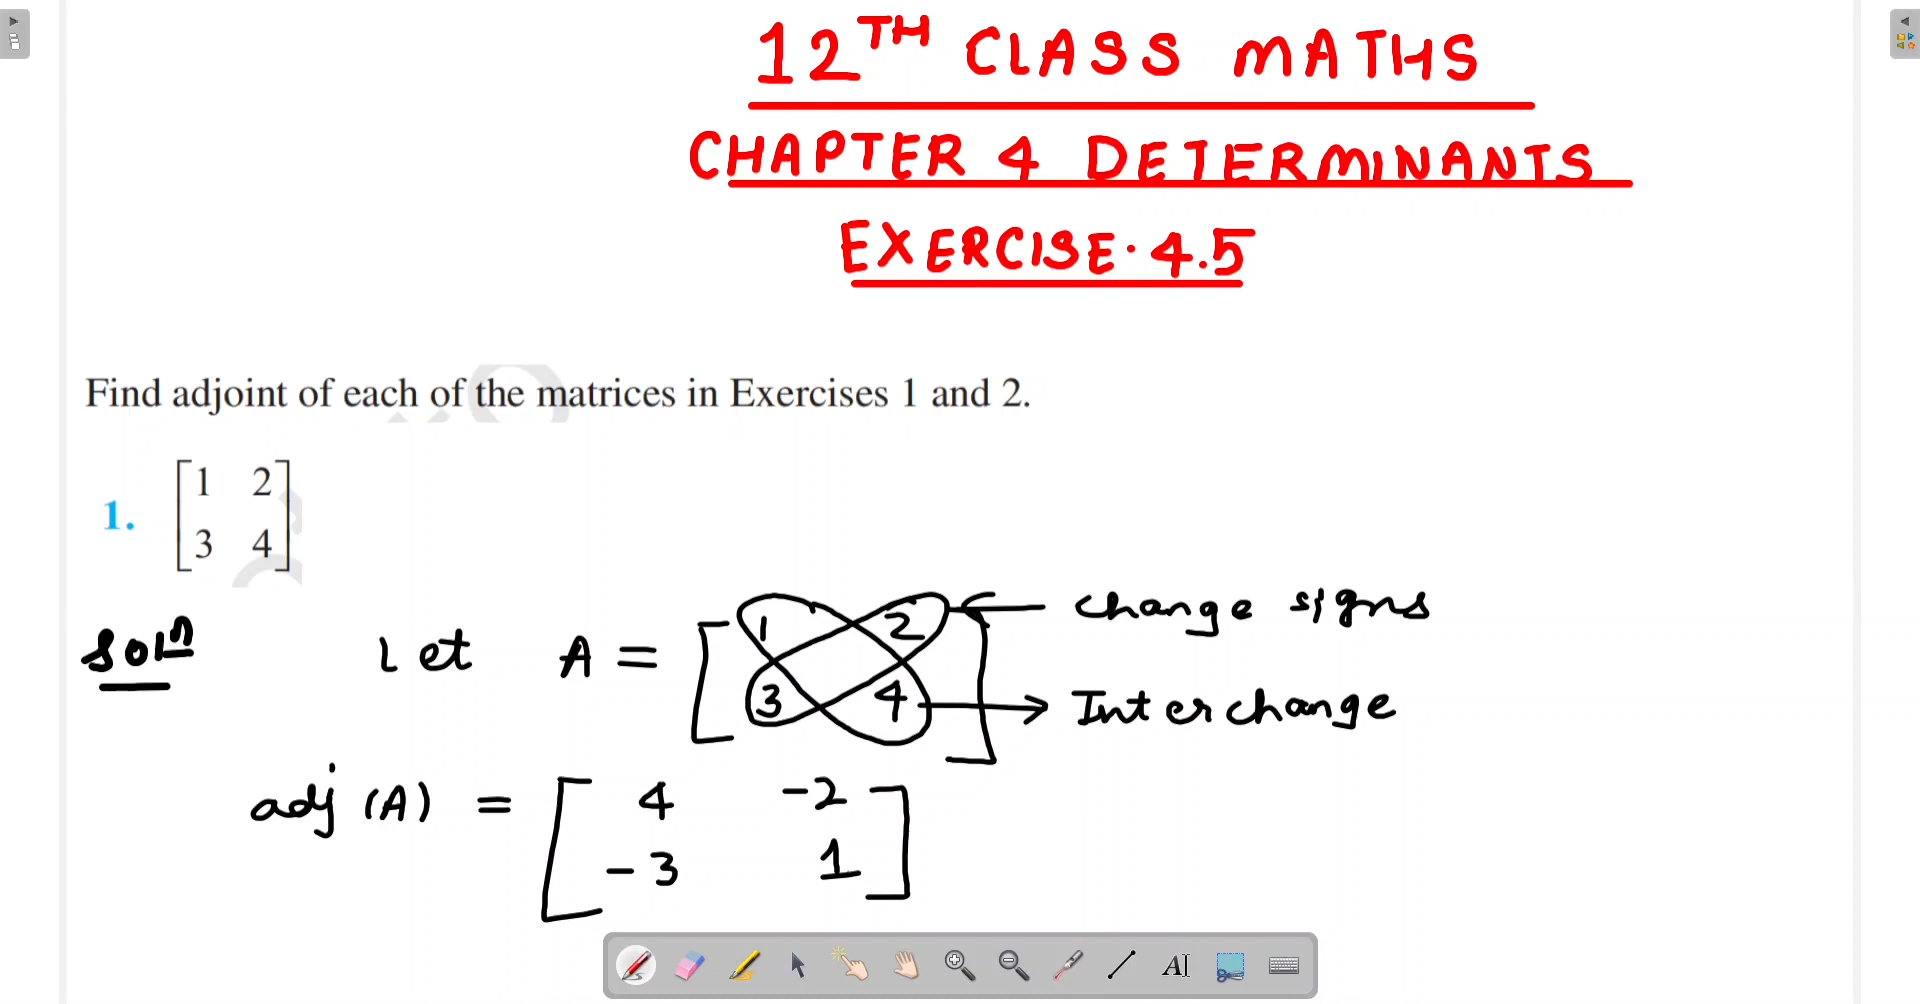 12TH CLASS MATHS
CHAPTER 4 DETERMINANTS
EXERCISE·4.5
Find adjoint of each of the matrices in Exercises 1 and 2.
1. [1 2
3 4]
Soln Let A = [1 2
3 4]
change signs
Interchange
adj (A) = [4 -2
-3 1]
AI